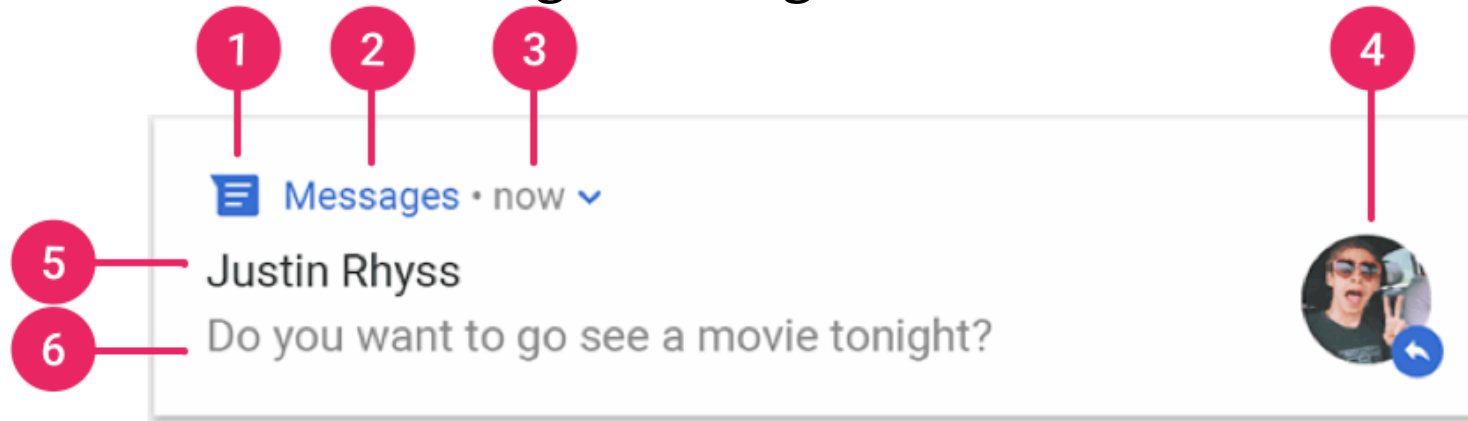 1 2 3 4
Messages • now
5 Justin Rhyss
6 Do you want to go see a movie tonight?